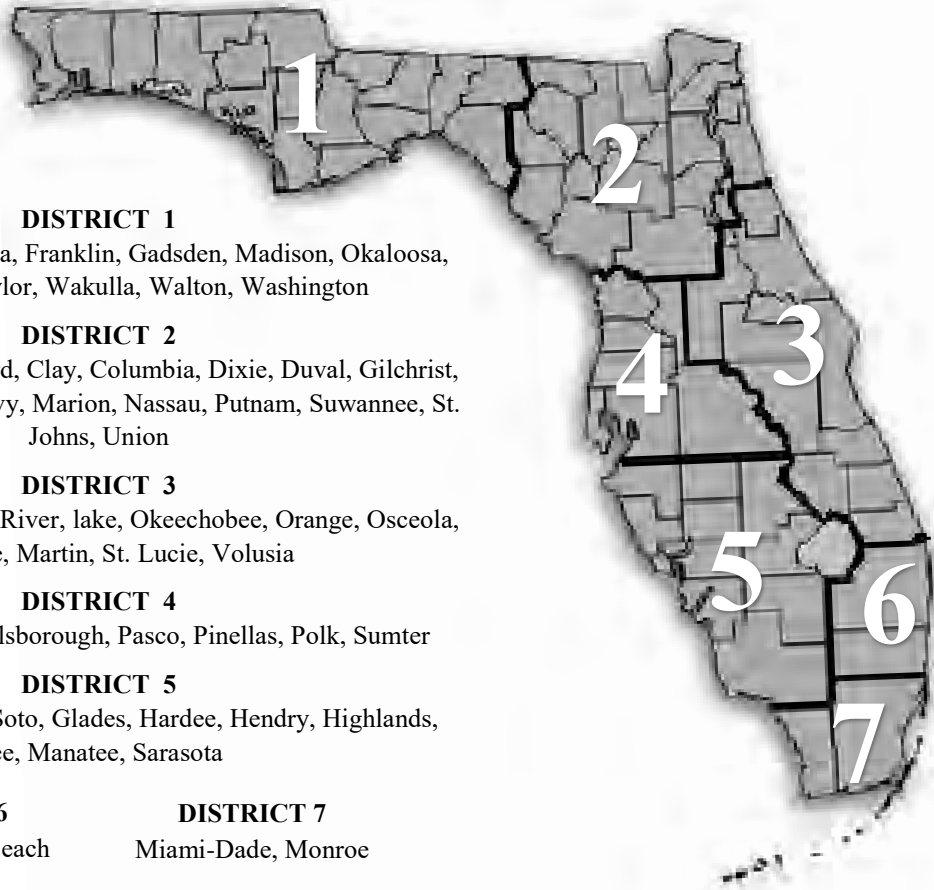 1
2
3
4
5
6
7
DISTRICT 1
a, Franklin, Gadsden, Madison, Okaloosa,
lor, Wakulla, Walton, Washington
DISTRICT 2
d, Clay, Columbia, Dixie, Duval, Gilchrist,
vy, Marion, Nassau, Putnam, Suwannee, St.
Johns, Union
DISTRICT 3
River, lake, Okeechobee, Orange, Osceola,
e, Martin, St. Lucie, Volusia
DISTRICT 4
lsborough, Pasco, Pinellas, Polk, Sumter
DISTRICT 5
Soto, Glades, Hardee, Hendry, Highlands,
ee, Manatee, Sarasota
6
each
DISTRICT 7
Miami-Dade, Monroe